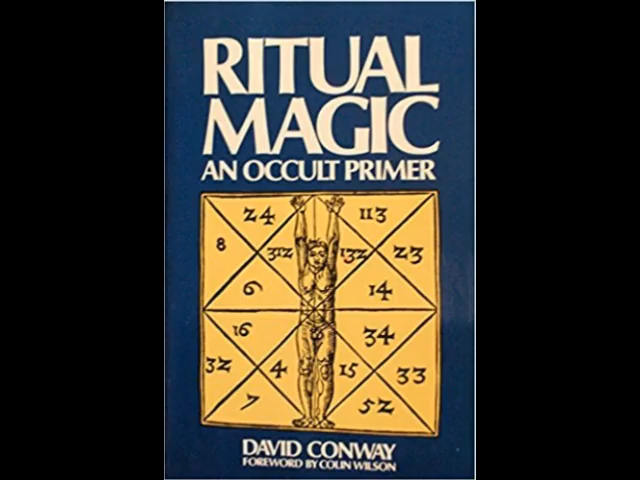 RITUAL
MAGIC
AN OCCULT PRIMER
24 113
8 312 132 23
6 14
16 34
32 4 15 33
7 52
DAVID CONWAY
FOREWORD BY COLIN WILSON